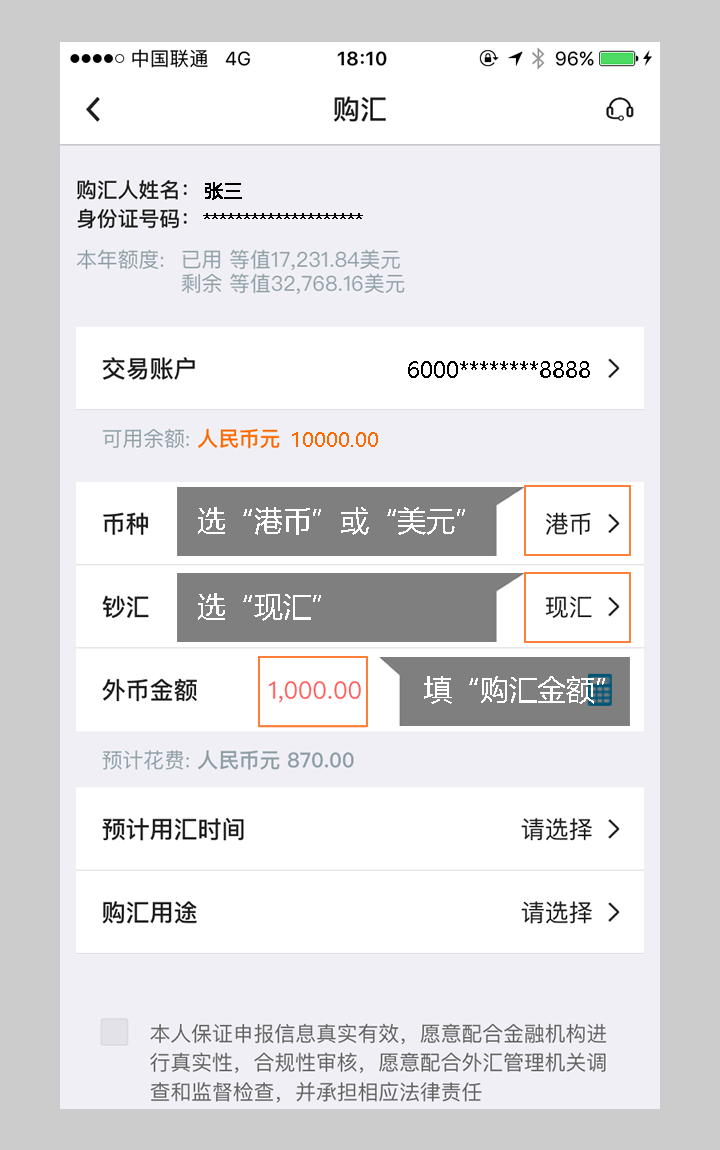 中国联通 4G 18:10 96%
购汇
购汇人姓名： 张三
身份证号码： ********************
本年额度: 已用 等值17,231.84美元
剩余 等值32,768.16美元
交易账户 6000********8888
可用余额: 人民币元 10000.00
币种 选“港币”或“美元” 港币
钞汇 选“现汇” 现汇
外币金额 1,000.00 填“购汇金额”
预计花费: 人民币元 870.00
预计用汇时间 请选择
购汇用途 请选择
本人保证申报信息真实有效，愿意配合金融机构进
行真实性，合规性审核，愿意配合外汇管理机关调
查和监督检查，并承担相应法律责任